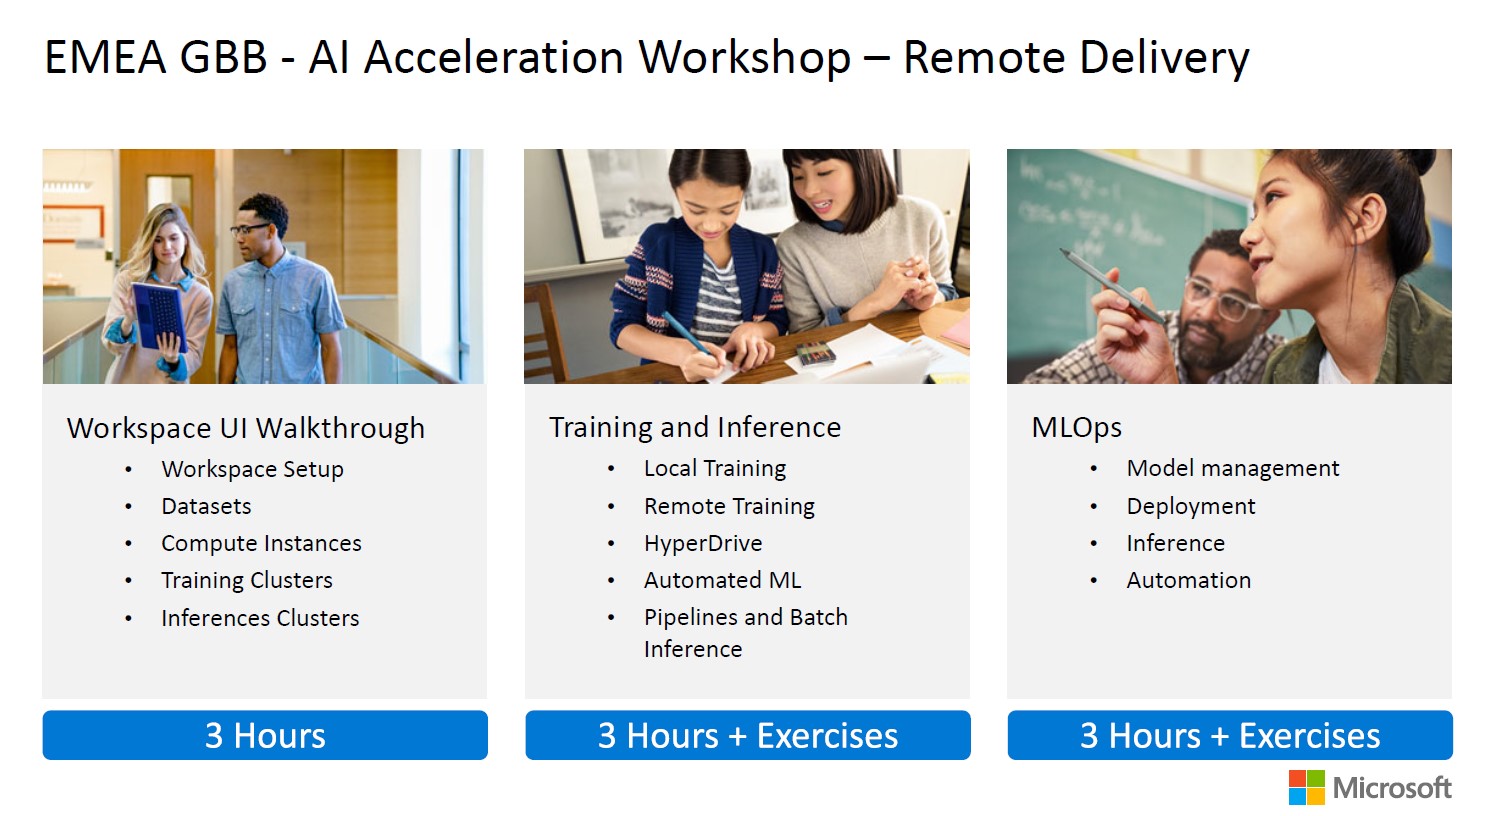 EMEA GBB - AI Acceleration Workshop – Remote Delivery
Workspace UI Walkthrough
• Workspace Setup
• Datasets
• Compute Instances
• Training Clusters
• Inferences Clusters
3 Hours
Training and Inference
• Local Training
• Remote Training
• HyperDrive
• Automated ML
• Pipelines and Batch
Inference
3 Hours + Exercises
MLOps
• Model management
• Deployment
• Inference
• Automation
3 Hours + Exercises
Microsoft